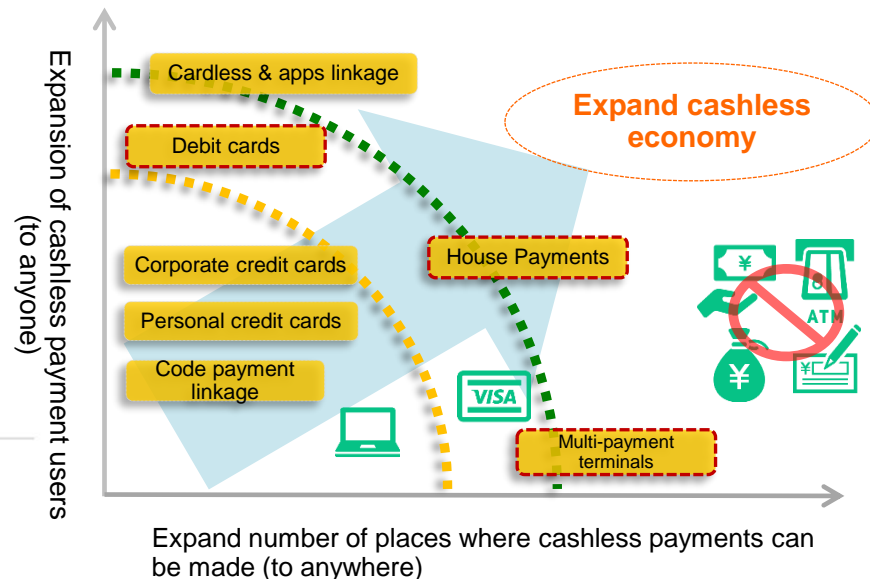 Expansion of cashless payment users
(to anyone)
Cardless & apps linkage
Expand cashless
economy
Debit cards
Corporate credit cards
House Payments
Personal credit cards
Code payment
linkage
¥
ATM
¥
¥
VISA
Multi-payment
terminals
Expand number of places where cashless payments can
be made (to anywhere)